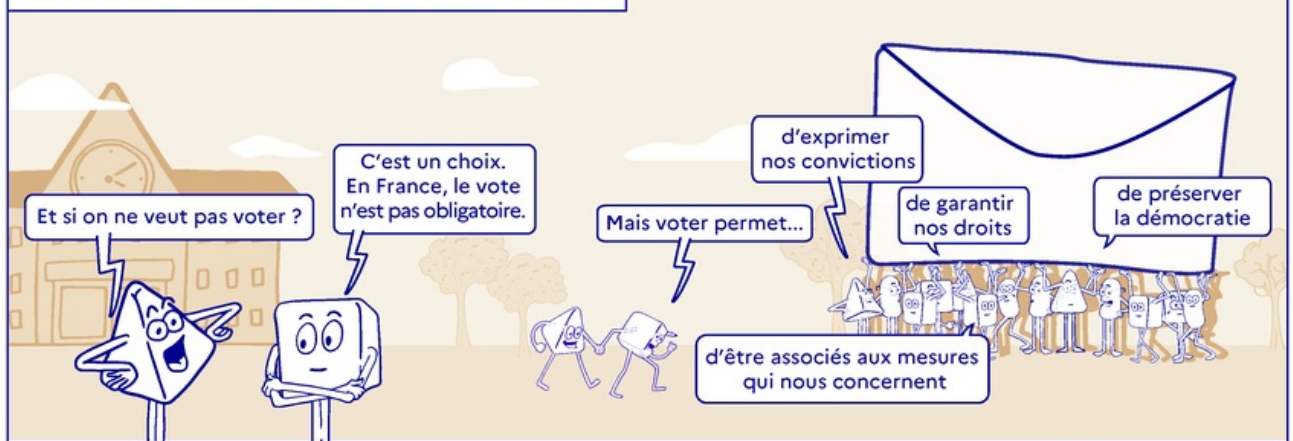 Et si on ne veut pas voter ?
C'est un choix.
En France, le vote
n'est pas obligatoire.
Mais voter permet...
d'exprimer
nos convictions
de garantir
nos droits
de préserver
la démocratie
d'être associés aux mesures
qui nous concernent